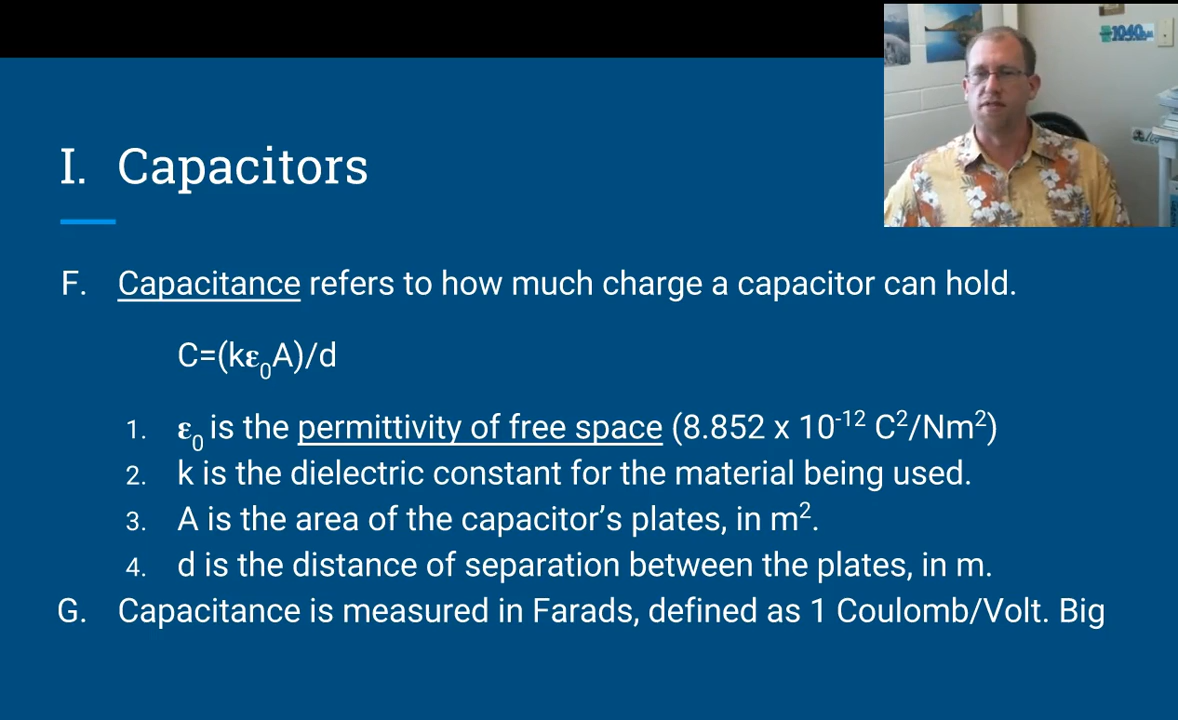 1040
I. Capacitors
F. Capacitance refers to how much charge a capacitor can hold.
C=(kε₀A)/d
1. ε₀ is the permittivity of free space (8.852 x 10⁻¹² C²/Nm²)
2. k is the dielectric constant for the material being used.
3. A is the area of the capacitor’s plates, in m².
4. d is the distance of separation between the plates, in m.
G. Capacitance is measured in Farads, defined as 1 Coulomb/Volt. Big